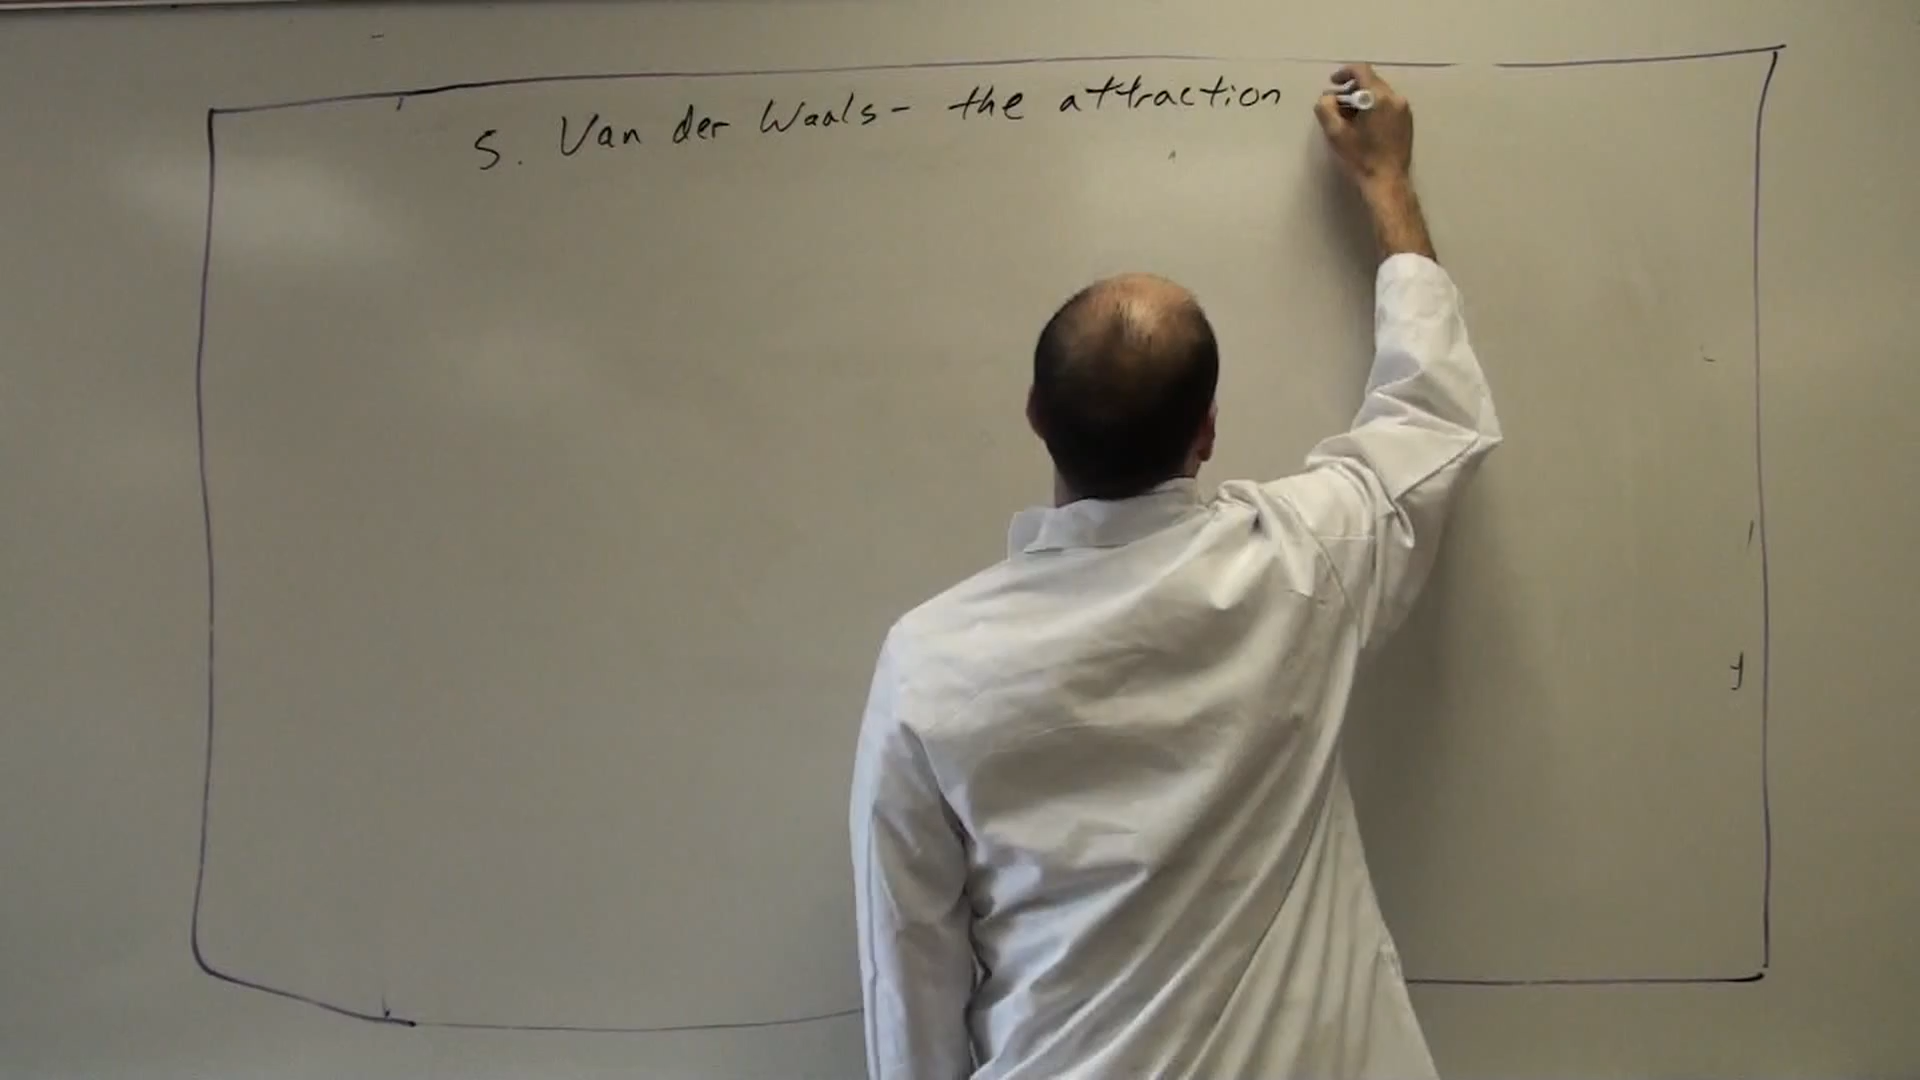 5. Van der Waals - the attraction